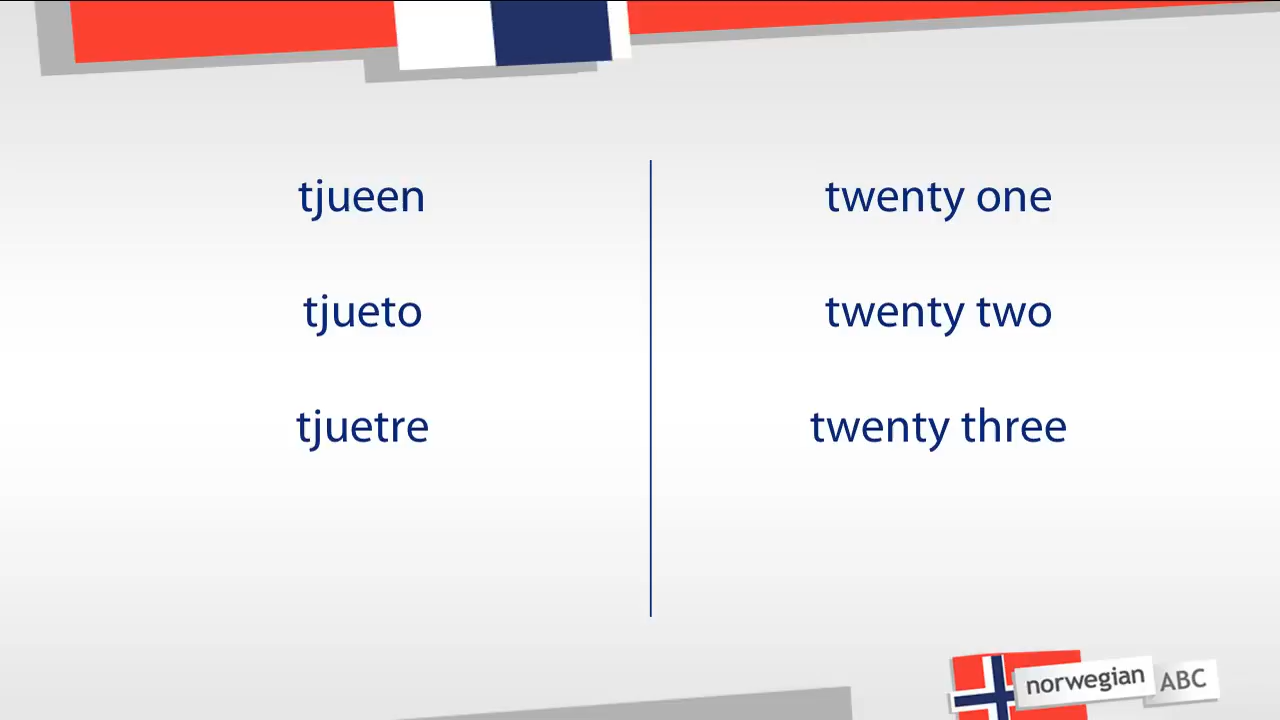 tjueen twenty one
tjueto twenty two
tjuetre twenty three
norwegian ABC